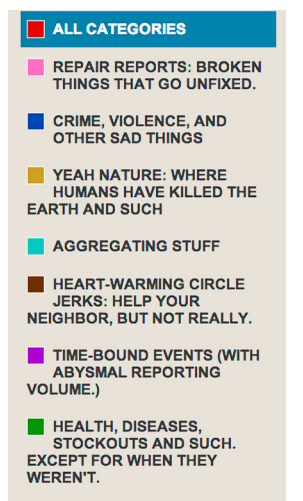 ALL CATEGORIES
REPAIR REPORTS: BROKEN
THINGS THAT GO UNFIXED.
CRIME, VIOLENCE, AND
OTHER SAD THINGS
YEAH NATURE: WHERE
HUMANS HAVE KILLED THE
EARTH AND SUCH
AGGREGATING STUFF
HEART-WARMING CIRCLE
JERKS: HELP YOUR
NEIGHBOR, BUT NOT REALLY.
TIME-BOUND EVENTS (WITH
ABYSMAL REPORTING
VOLUME.)
HEALTH, DISEASES,
STOCKOUTS AND SUCH.
EXCEPT FOR WHEN THEY
WEREN'T.